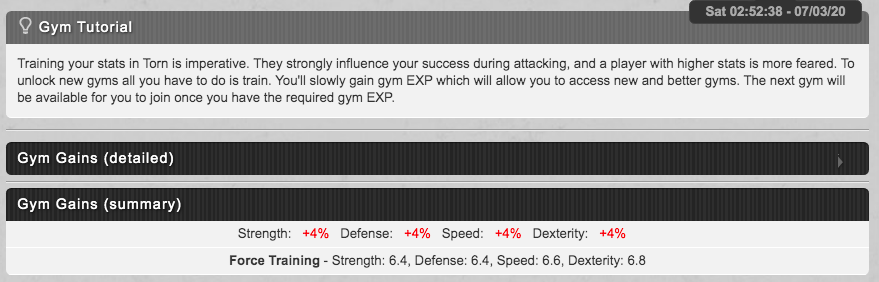 Sat 02:52:38 - 07/03/20
Gym Tutorial
Training your stats in Torn is imperative. They strongly influence your success during attacking, and a player with higher stats is more feared. To
unlock new gyms all you have to do is train. You'll slowly gain gym EXP which will allow you to access new and better gyms. The next gym will
be available for you to join once you have the required gym EXP.
Gym Gains (detailed)
Gym Gains (summary)
Strength: +4% Defense: +4% Speed: +4% Dexterity: +4%
Force Training - Strength: 6.4, Defense: 6.4, Speed: 6.6, Dexterity: 6.8